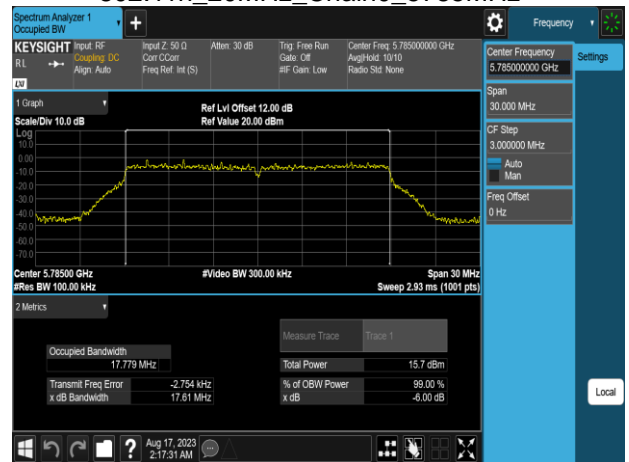 Spectrum Analyzer 1
Occupied BW
+
Frequency
KEYSIGHT
RL
LXI
Input: RF
Coupling: DC
Align: Auto
Input Z: 50 Ω
Corr CCorr
Freq Ref: Int (S)
Atten: 30 dB
Trig: Free Run
Gate: Off
#IF Gain: Low
Center Freq: 5.785000000 GHz
Avg|Hold: 10/10
Radio Std: None
Center Frequency
5.785000000 GHz
Settings
Span
30.000 MHz
CF Step
3.000000 MHz
Auto
Man
Freq Offset
0 Hz
Local
1 Graph
Scale/Div 10.0 dB
Ref Lvl Offset 12.00 dB
Ref Value 20.00 dBm
Log
10.0
0.00
-10.0
-20.0
-30.0
-40.0
-50.0
-60.0
-70.0
Center 5.78500 GHz
#Video BW 300.00 kHz
Span 30 MHz
#Res BW 100.00 kHz
Sweep 2.93 ms (1001 pts)
2 Metrics
Measure Trace Trace 1
Occupied Bandwidth
17.779 MHz
Total Power 15.7 dBm
Transmit Freq Error -2.754 kHz
% of OBW Power 99.00 %
x dB Bandwidth 17.61 MHz
x dB -6.00 dB
?
Aug 17, 2023
2:17:31 AM